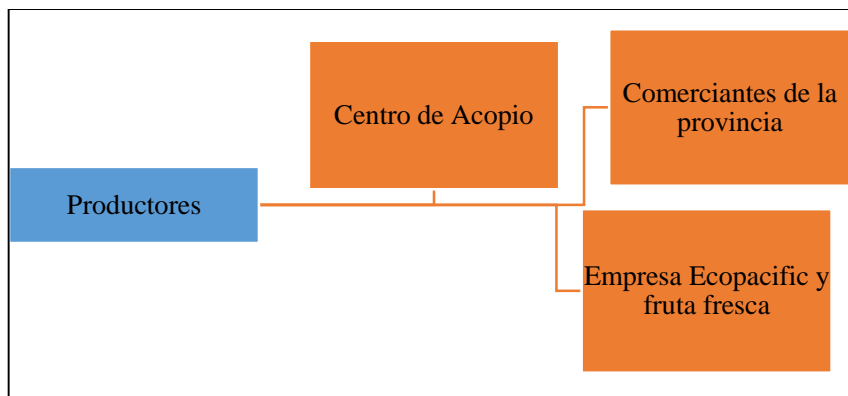 Productores
Centro de Acopio
Comerciantes de la
provincia
Empresa Ecopacific y
fruta fresca